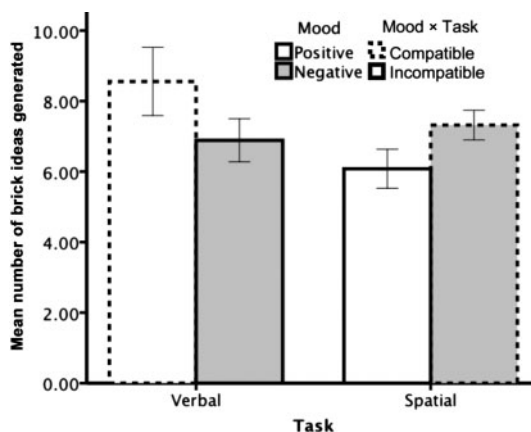 Mean number of brick ideas generated
10.00
8.00
6.00
4.00
2.00
0.00
Mood
Mood × Task
Positive
Compatible
Negative
Incompatible
Verbal
Spatial
Task